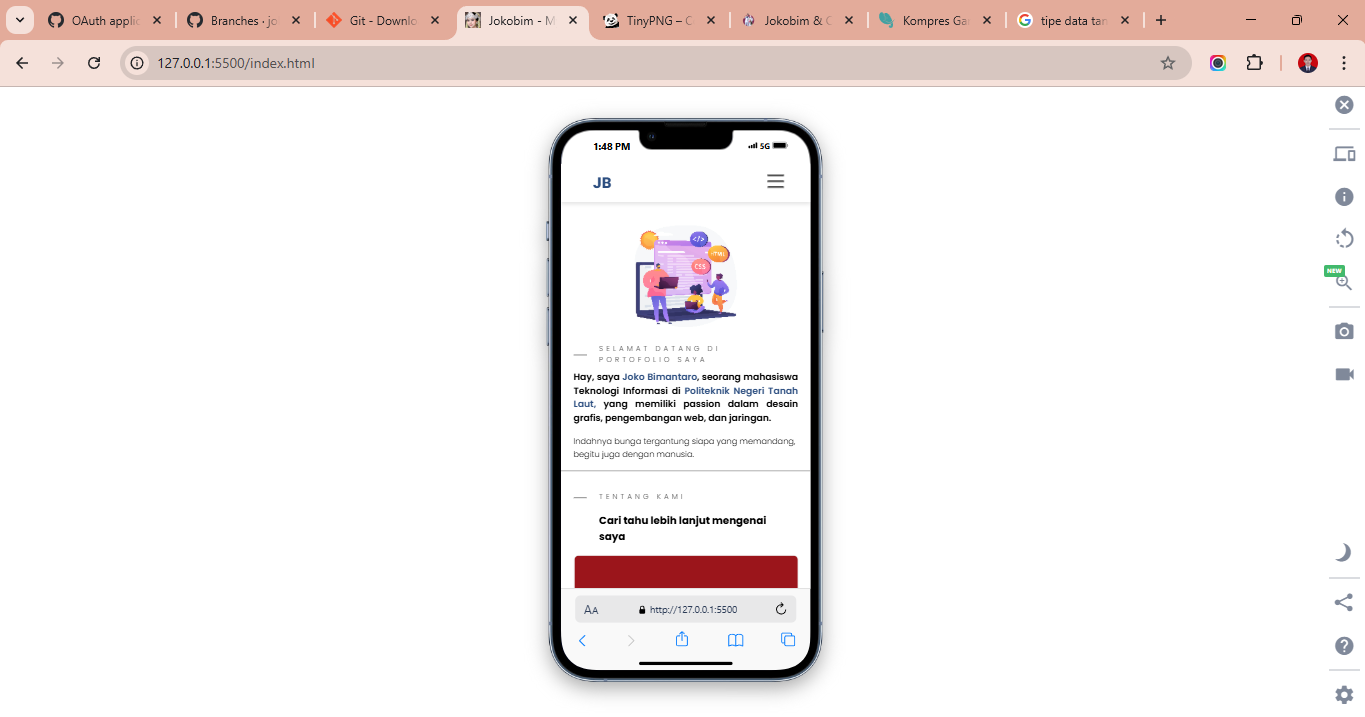 OAuth applic
Branches · jo
Git - Downlo
Jokobim - M
TinyPNG – C
Jokobim & C
Kompres Ga
tipe data tan
127.0.0.1:5500/index.html
1:48 PM
5G
JB
</>
HTML
CSS
SELAMAT DATANG DI
PORTOFOLIO SAYA
Hay, saya Joko Bimantaro, seorang mahasiswa
Teknologi Informasi di Politeknik Negeri Tanah
Laut, yang memiliki passion dalam desain
grafis, pengembangan web, dan jaringan.
Indahnya bunga tergantung siapa yang memandang,
begitu juga dengan manusia.
TENTANG KAMI
Cari tahu lebih lanjut mengenai
saya
AA
http://127.0.0.1:5500
NEW